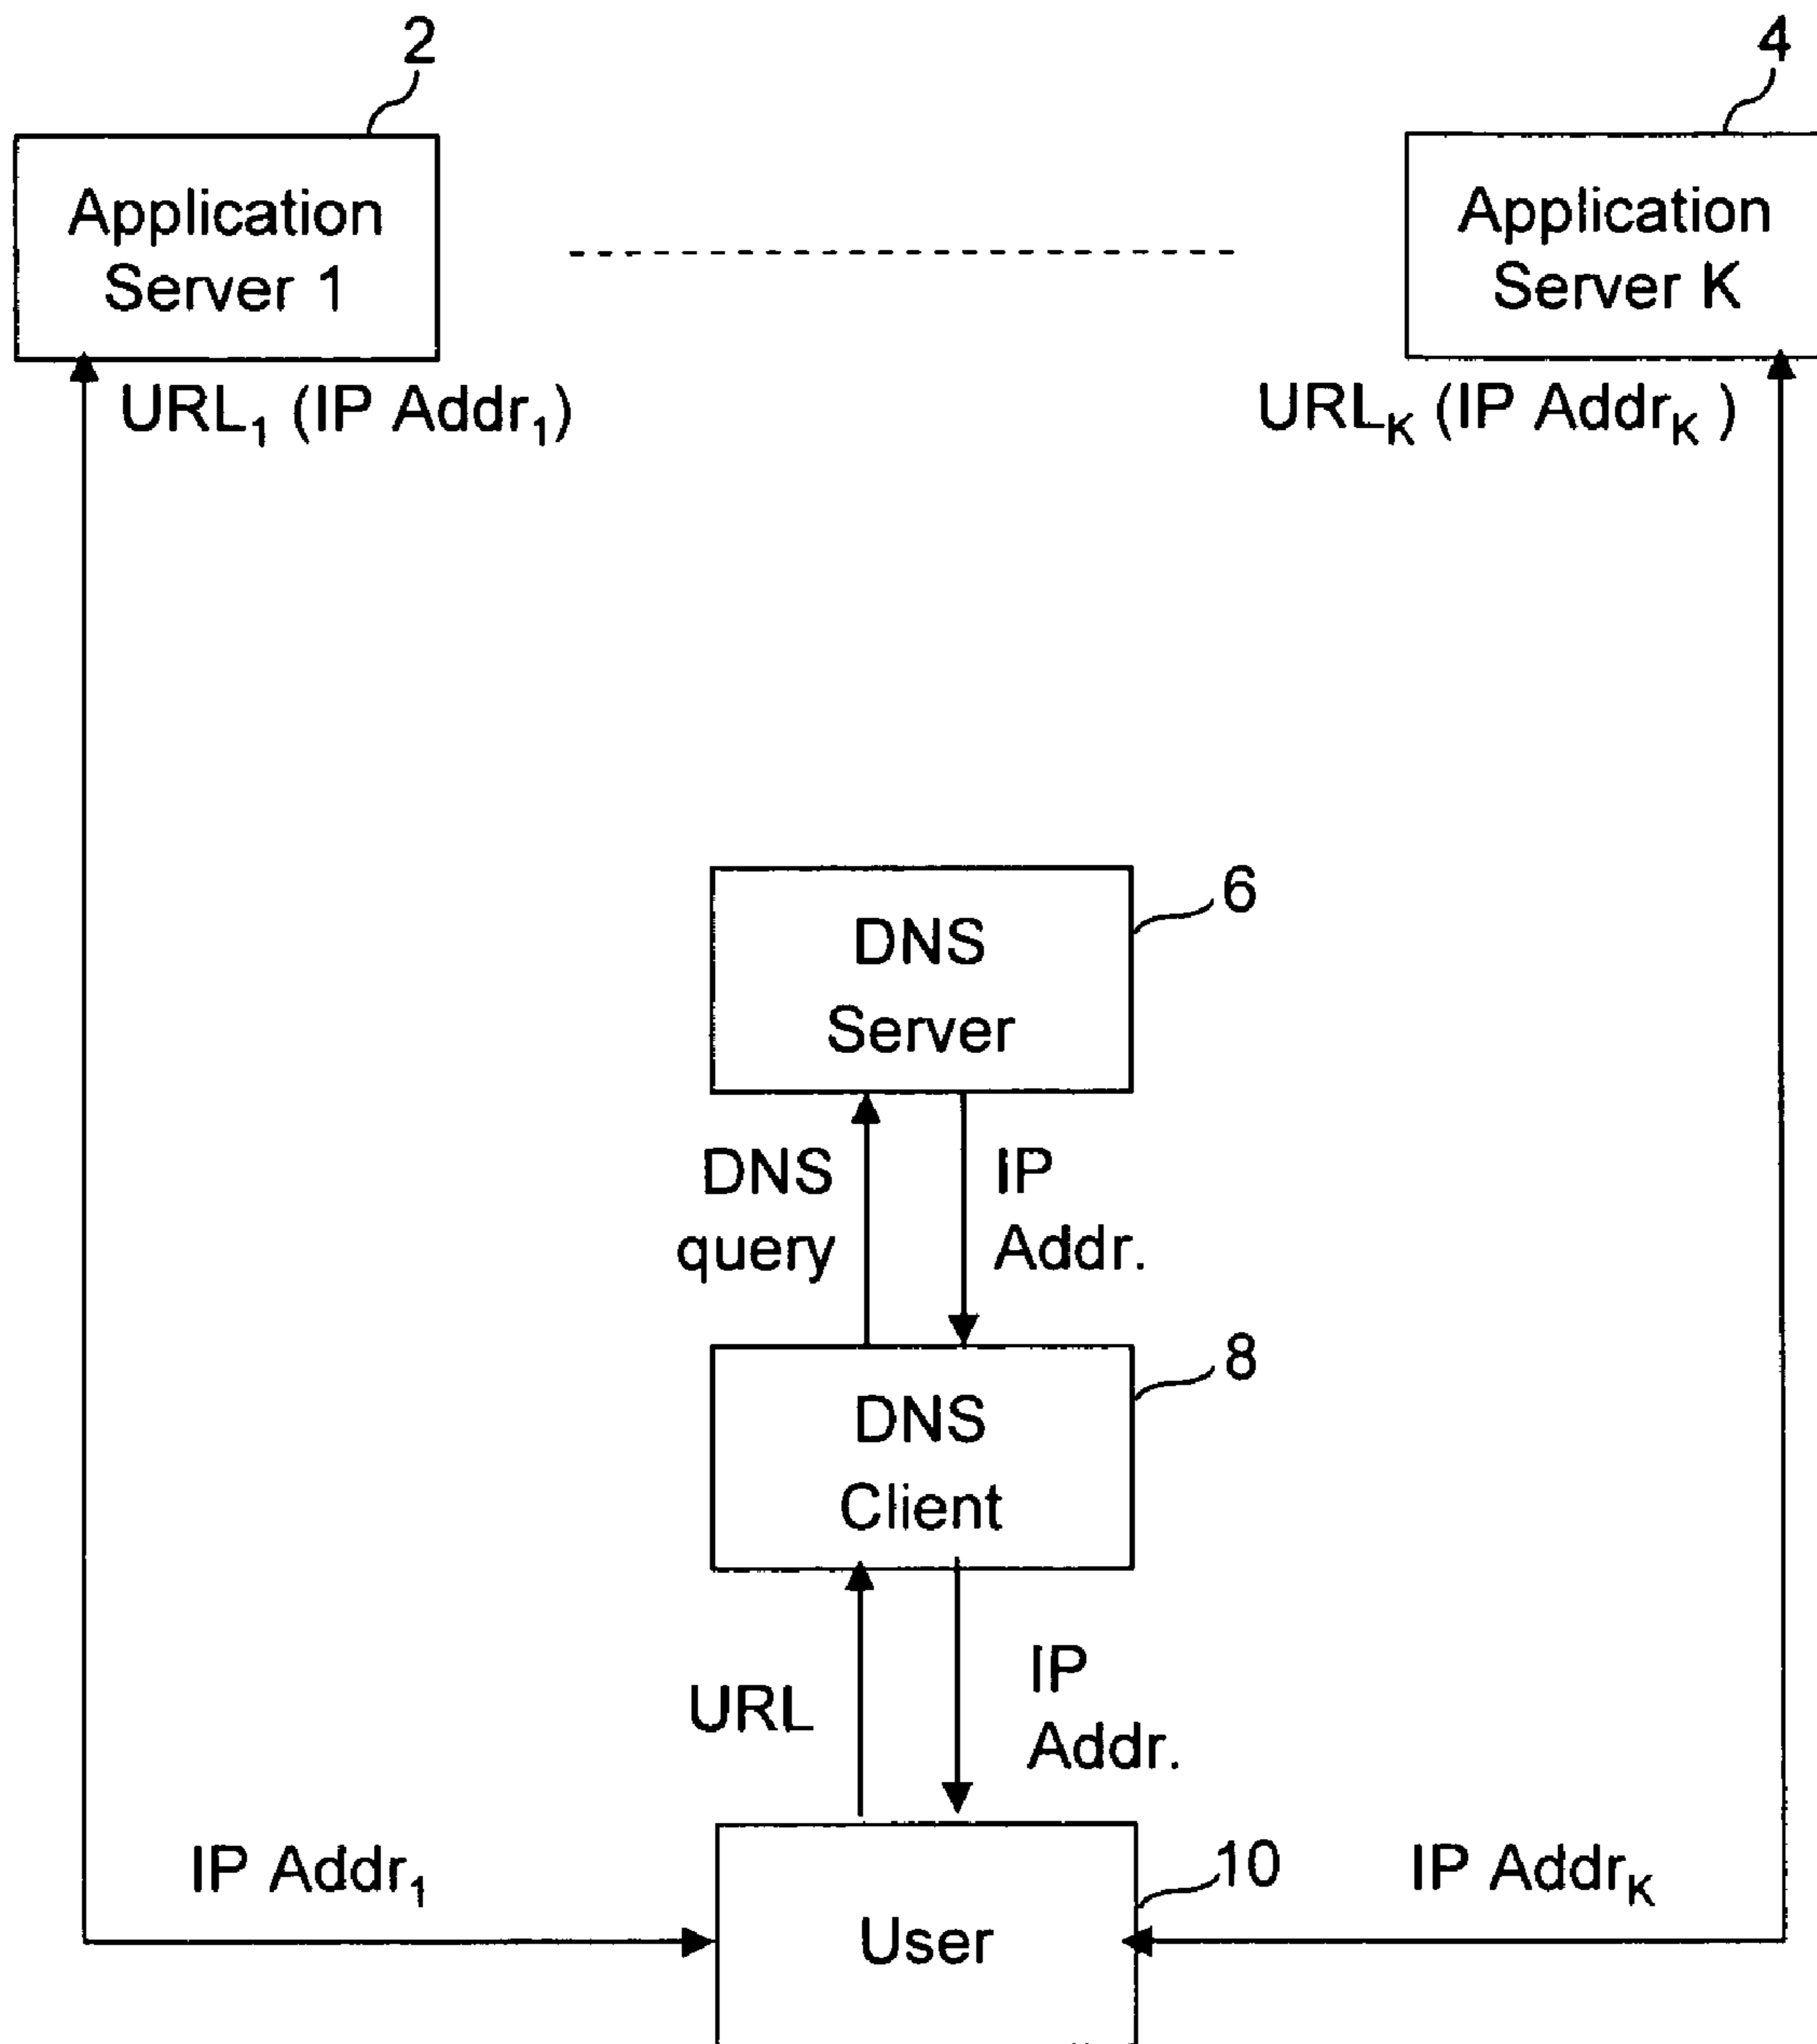 2
4
Application
Server 1
Application
Server K
URL₁ (IP Addr₁)
URLK (IP AddrK )
6
DNS
Server
DNS
query
IP
Addr.
8
DNS
Client
URL
IP
Addr.
IP Addr₁
10
IP AddrK
User